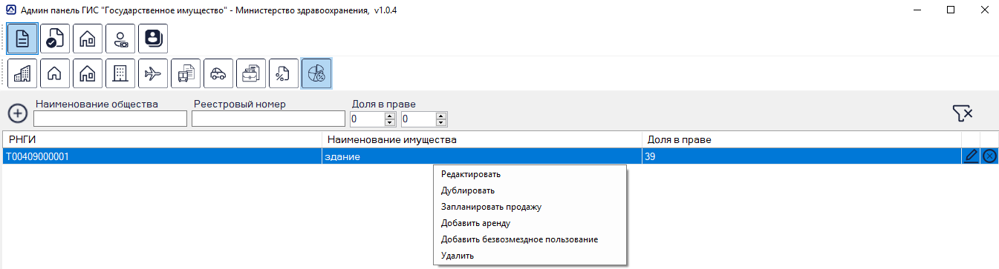 Админ панель ГИС "Государственное имущество" - Министерство здравоохранения, v1.0.4
Наименование общества Реестровый номер Доля в праве
0 0
РНГИ Наименование имущества Доля в праве
Т00409000001 здание 39
Редактировать
Дублировать
Запланировать продажу
Добавить аренду
Добавить безвозмездное пользование
Удалить